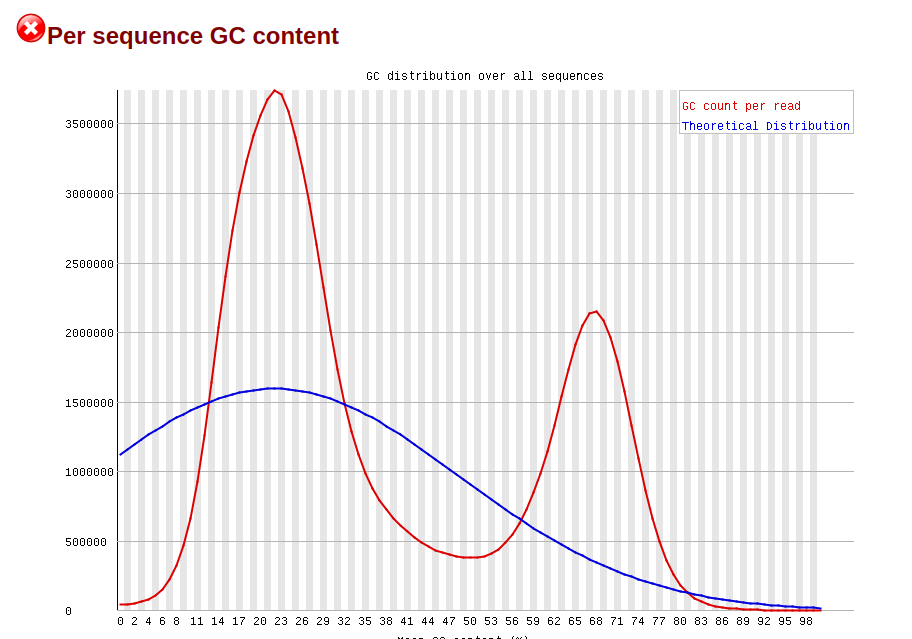 Per sequence GC content
GC distribution over all sequences
GC count per read
Theoretical Distribution
3500000
3000000
2500000
2000000
1500000
1000000
500000
0
0 2 4 6 8 11 14 17 20 23 26 29 32 35 38 41 44 47 50 53 56 59 62 65 68 71 74 77 80 83 86 89 92 95 98
Mean GC content (%)